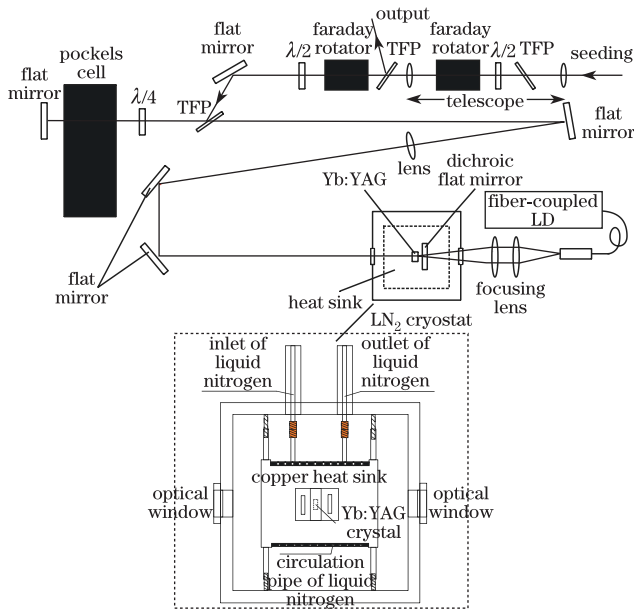 output
flat
mirror
λ/2
faraday
rotator
TFP
faraday
rotator
λ/2
TFP
seeding
pockels
cell
flat
mirror
λ/4
TFP
telescope
flat
mirror
lens
dichroic
flat mirror
Yb:YAG
fiber-coupled
LD
flat
mirror
heat sink
focusing
lens
LN₂ cryostat
inlet of
liquid
nitrogen
outlet of
liquid
nitrogen
copper heat sink
optical
window
Yb:YAG
crystal
optical
window
circulation
pipe of liquid
nitrogen